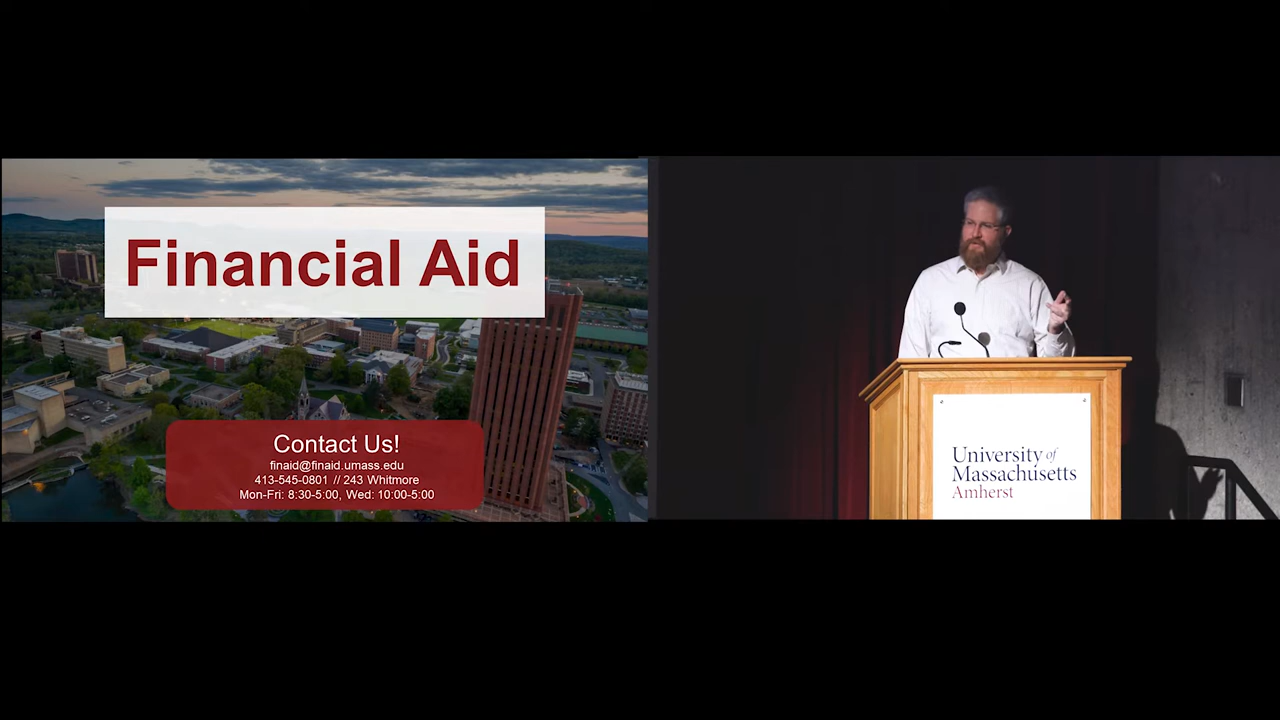 Financial Aid
Contact Us!
finaid@finaid.umass.edu
413-545-0801 // 243 Whitmore
Mon-Fri: 8:30-5:00, Wed: 10:00-5:00
University of
Massachusetts
Amherst